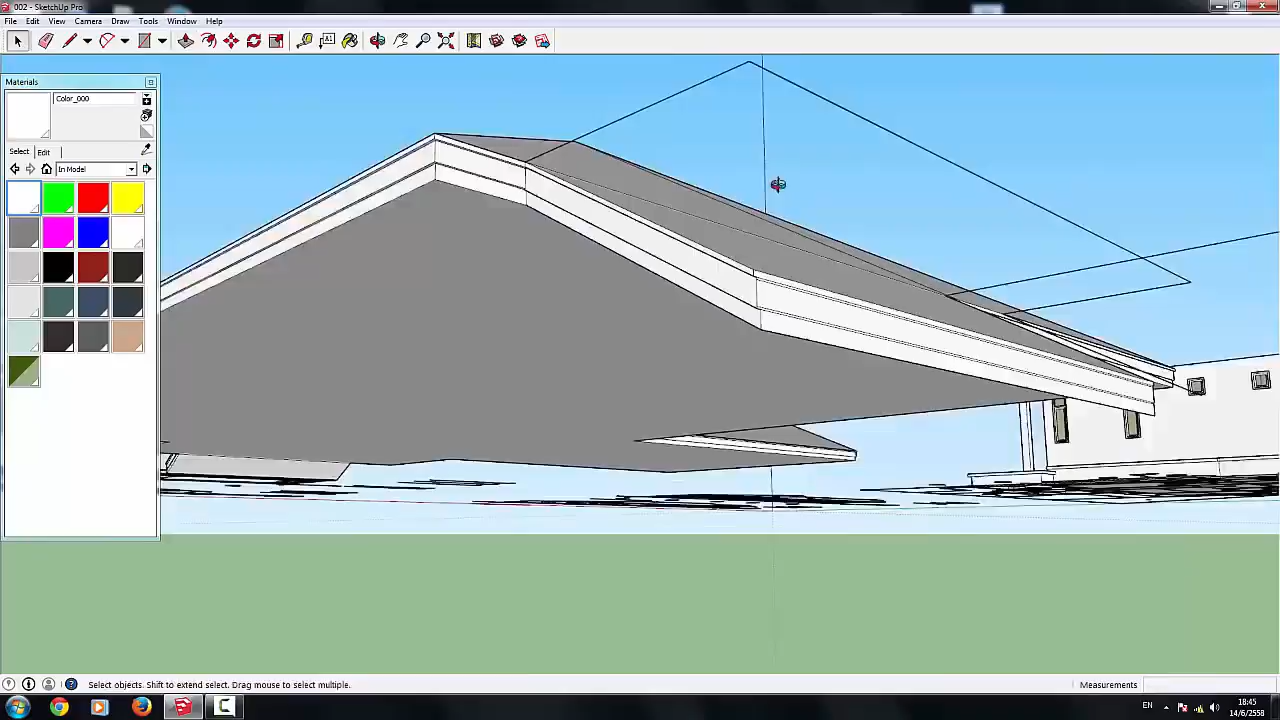 002 - SketchUp Pro
File Edit View Camera Draw Tools Window Help
A1
Materials
Color_000
Select Edit
In Model
Select objects. Shift to extend select. Drag mouse to select multiple.
Measurements
EN
18:45
14/6/2558